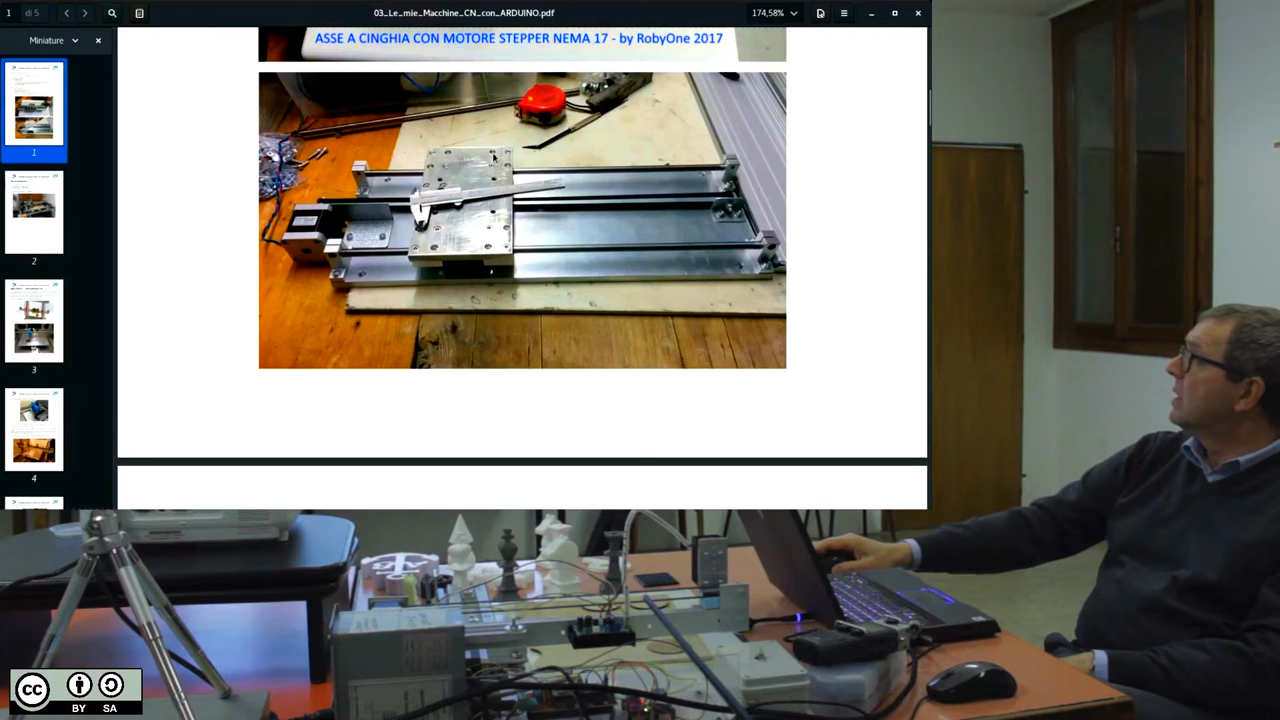 1 di 5
03_Le_mie_Macchine_CN_con_ARDUINO.pdf
174,58%
Miniature
ASSE A CINGHIA CON MOTORE STEPPER NEMA 17 - by RobyOne 2017
1
2
3
4
cc
BY SA